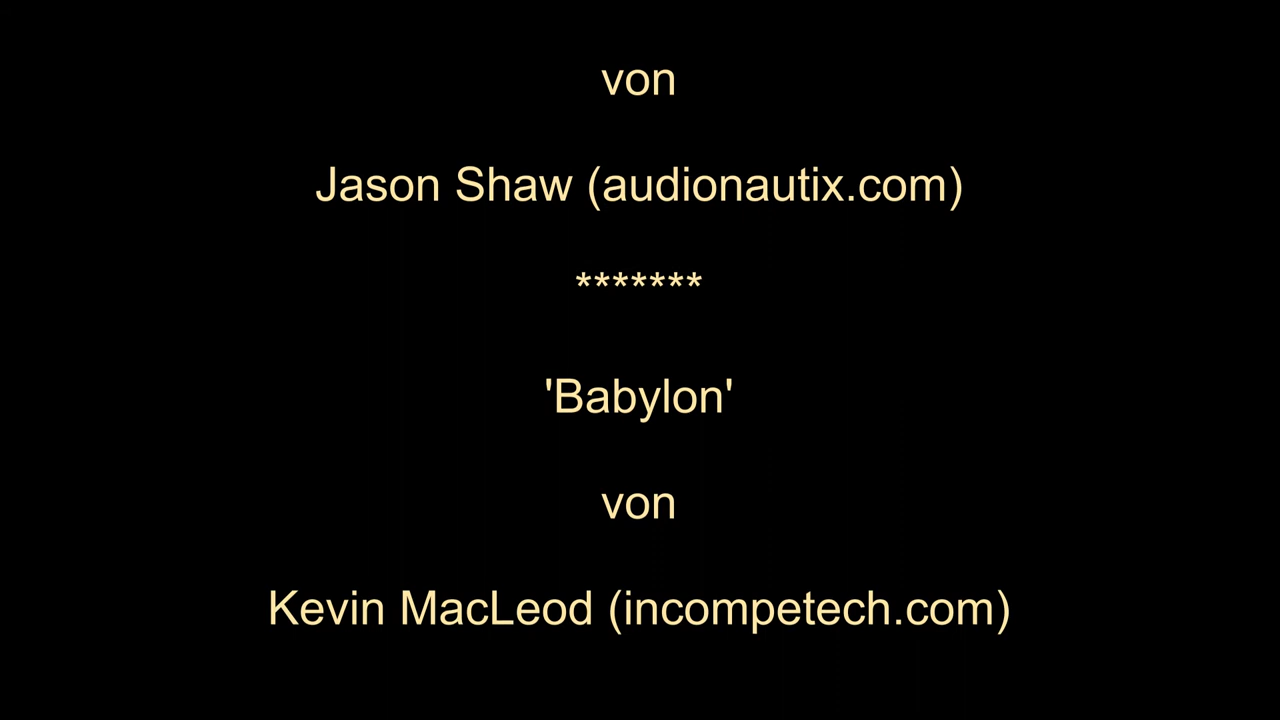 von
Jason Shaw (audionautix.com)
*******
'Babylon'
von
Kevin MacLeod (incompetech.com)